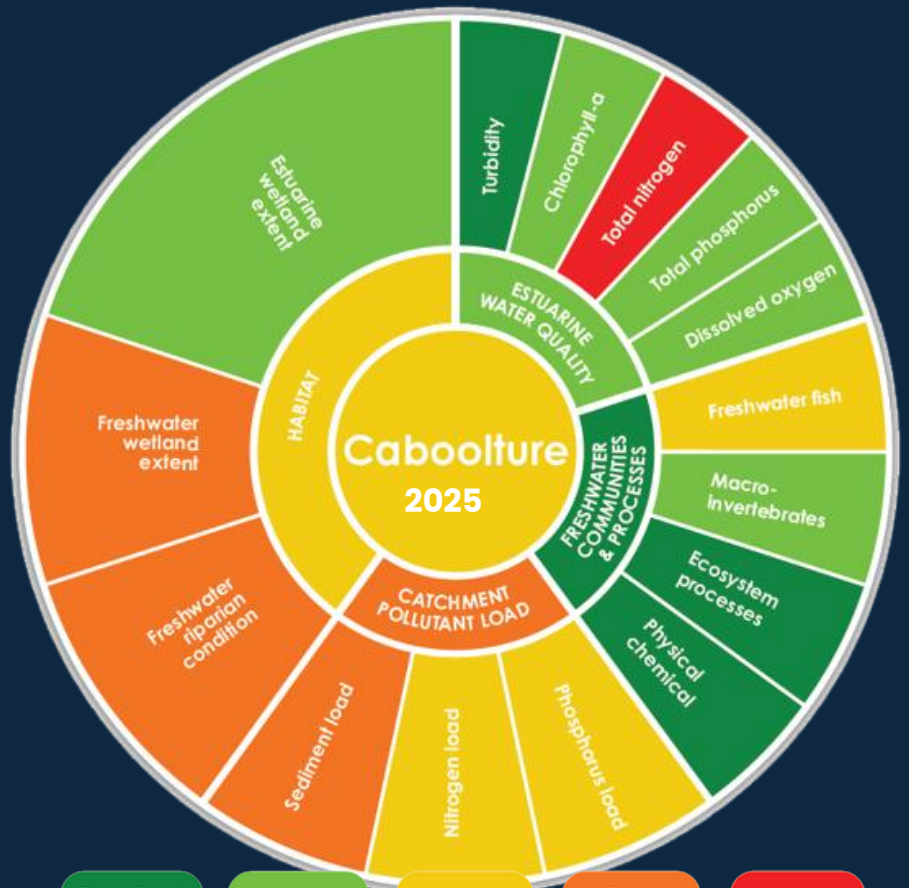 Turbidity
Chlorophyll-a
Total nitrogen
Total phosphorus
Dissolved oxygen
ESTUARINE
WATER QUALITY
Freshwater fish
Macro-
invertebrates
Ecosystem
processes
Physical
chemical
FRESHWATER
COMMUNITIES
& PROCESSES
Phosphorus load
Nitrogen load
Sediment load
CATCHMENT
POLLUTANT LOAD
Freshwater
riparian
condition
Freshwater
wetland
extent
Estuarine
wetland
extent
HABITAT
Caboolture
2025